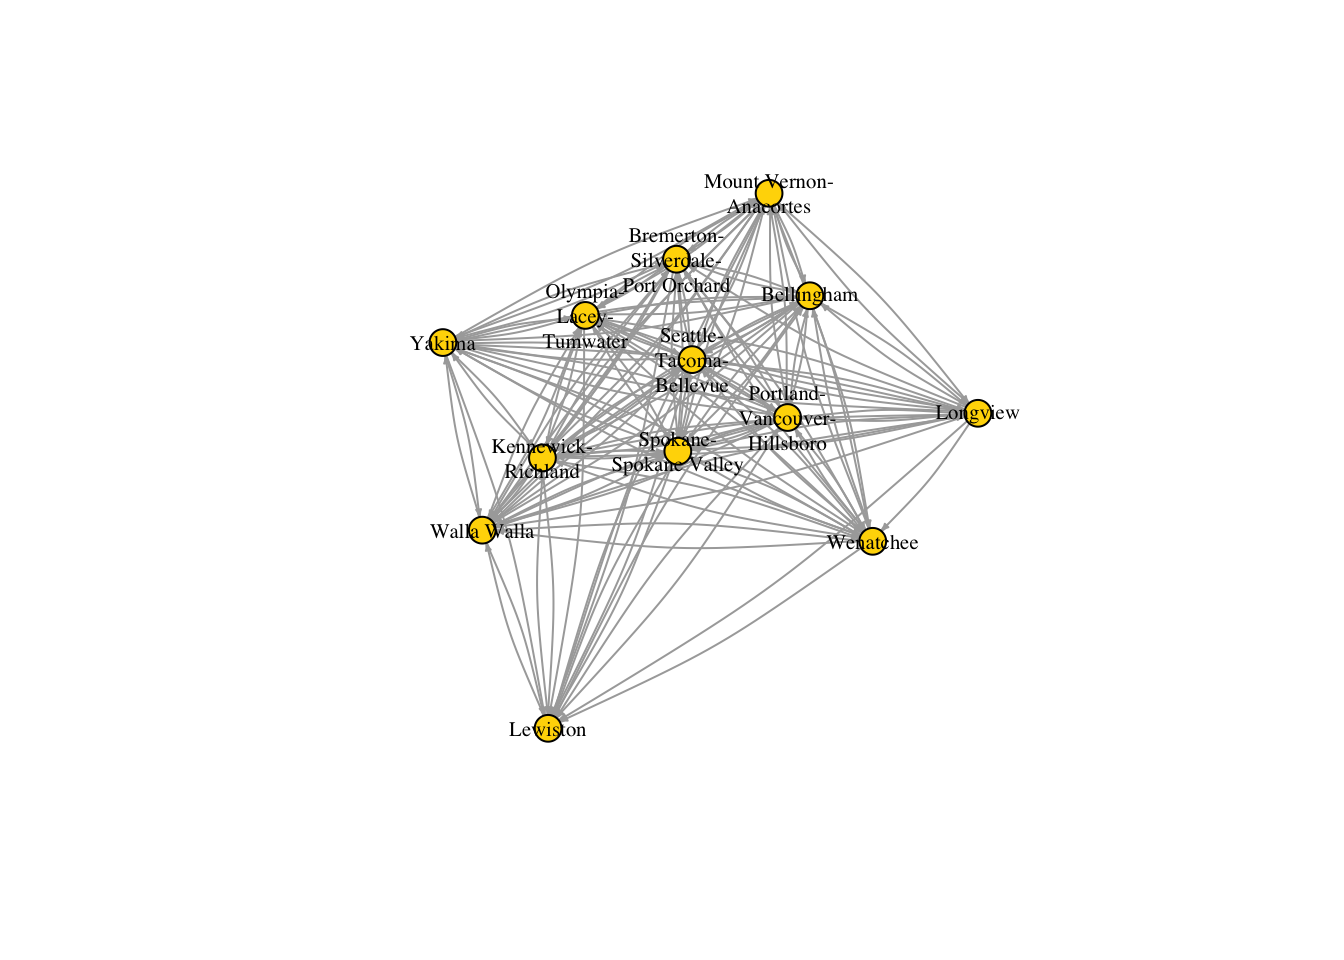 Mount Vernon-
Anacortes
Bremerton-
Silverdale-
Port Orchard
Olympia-
Lacey-
Tumwater
Bellingham
Yakima
Seattle-
Tacoma-
Bellevue
Portland-
Vancouver-
Hillsboro
Longview
Kennewick-
Richland
Spokane-
Spokane Valley
Walla Walla
Wenatchee
Lewiston